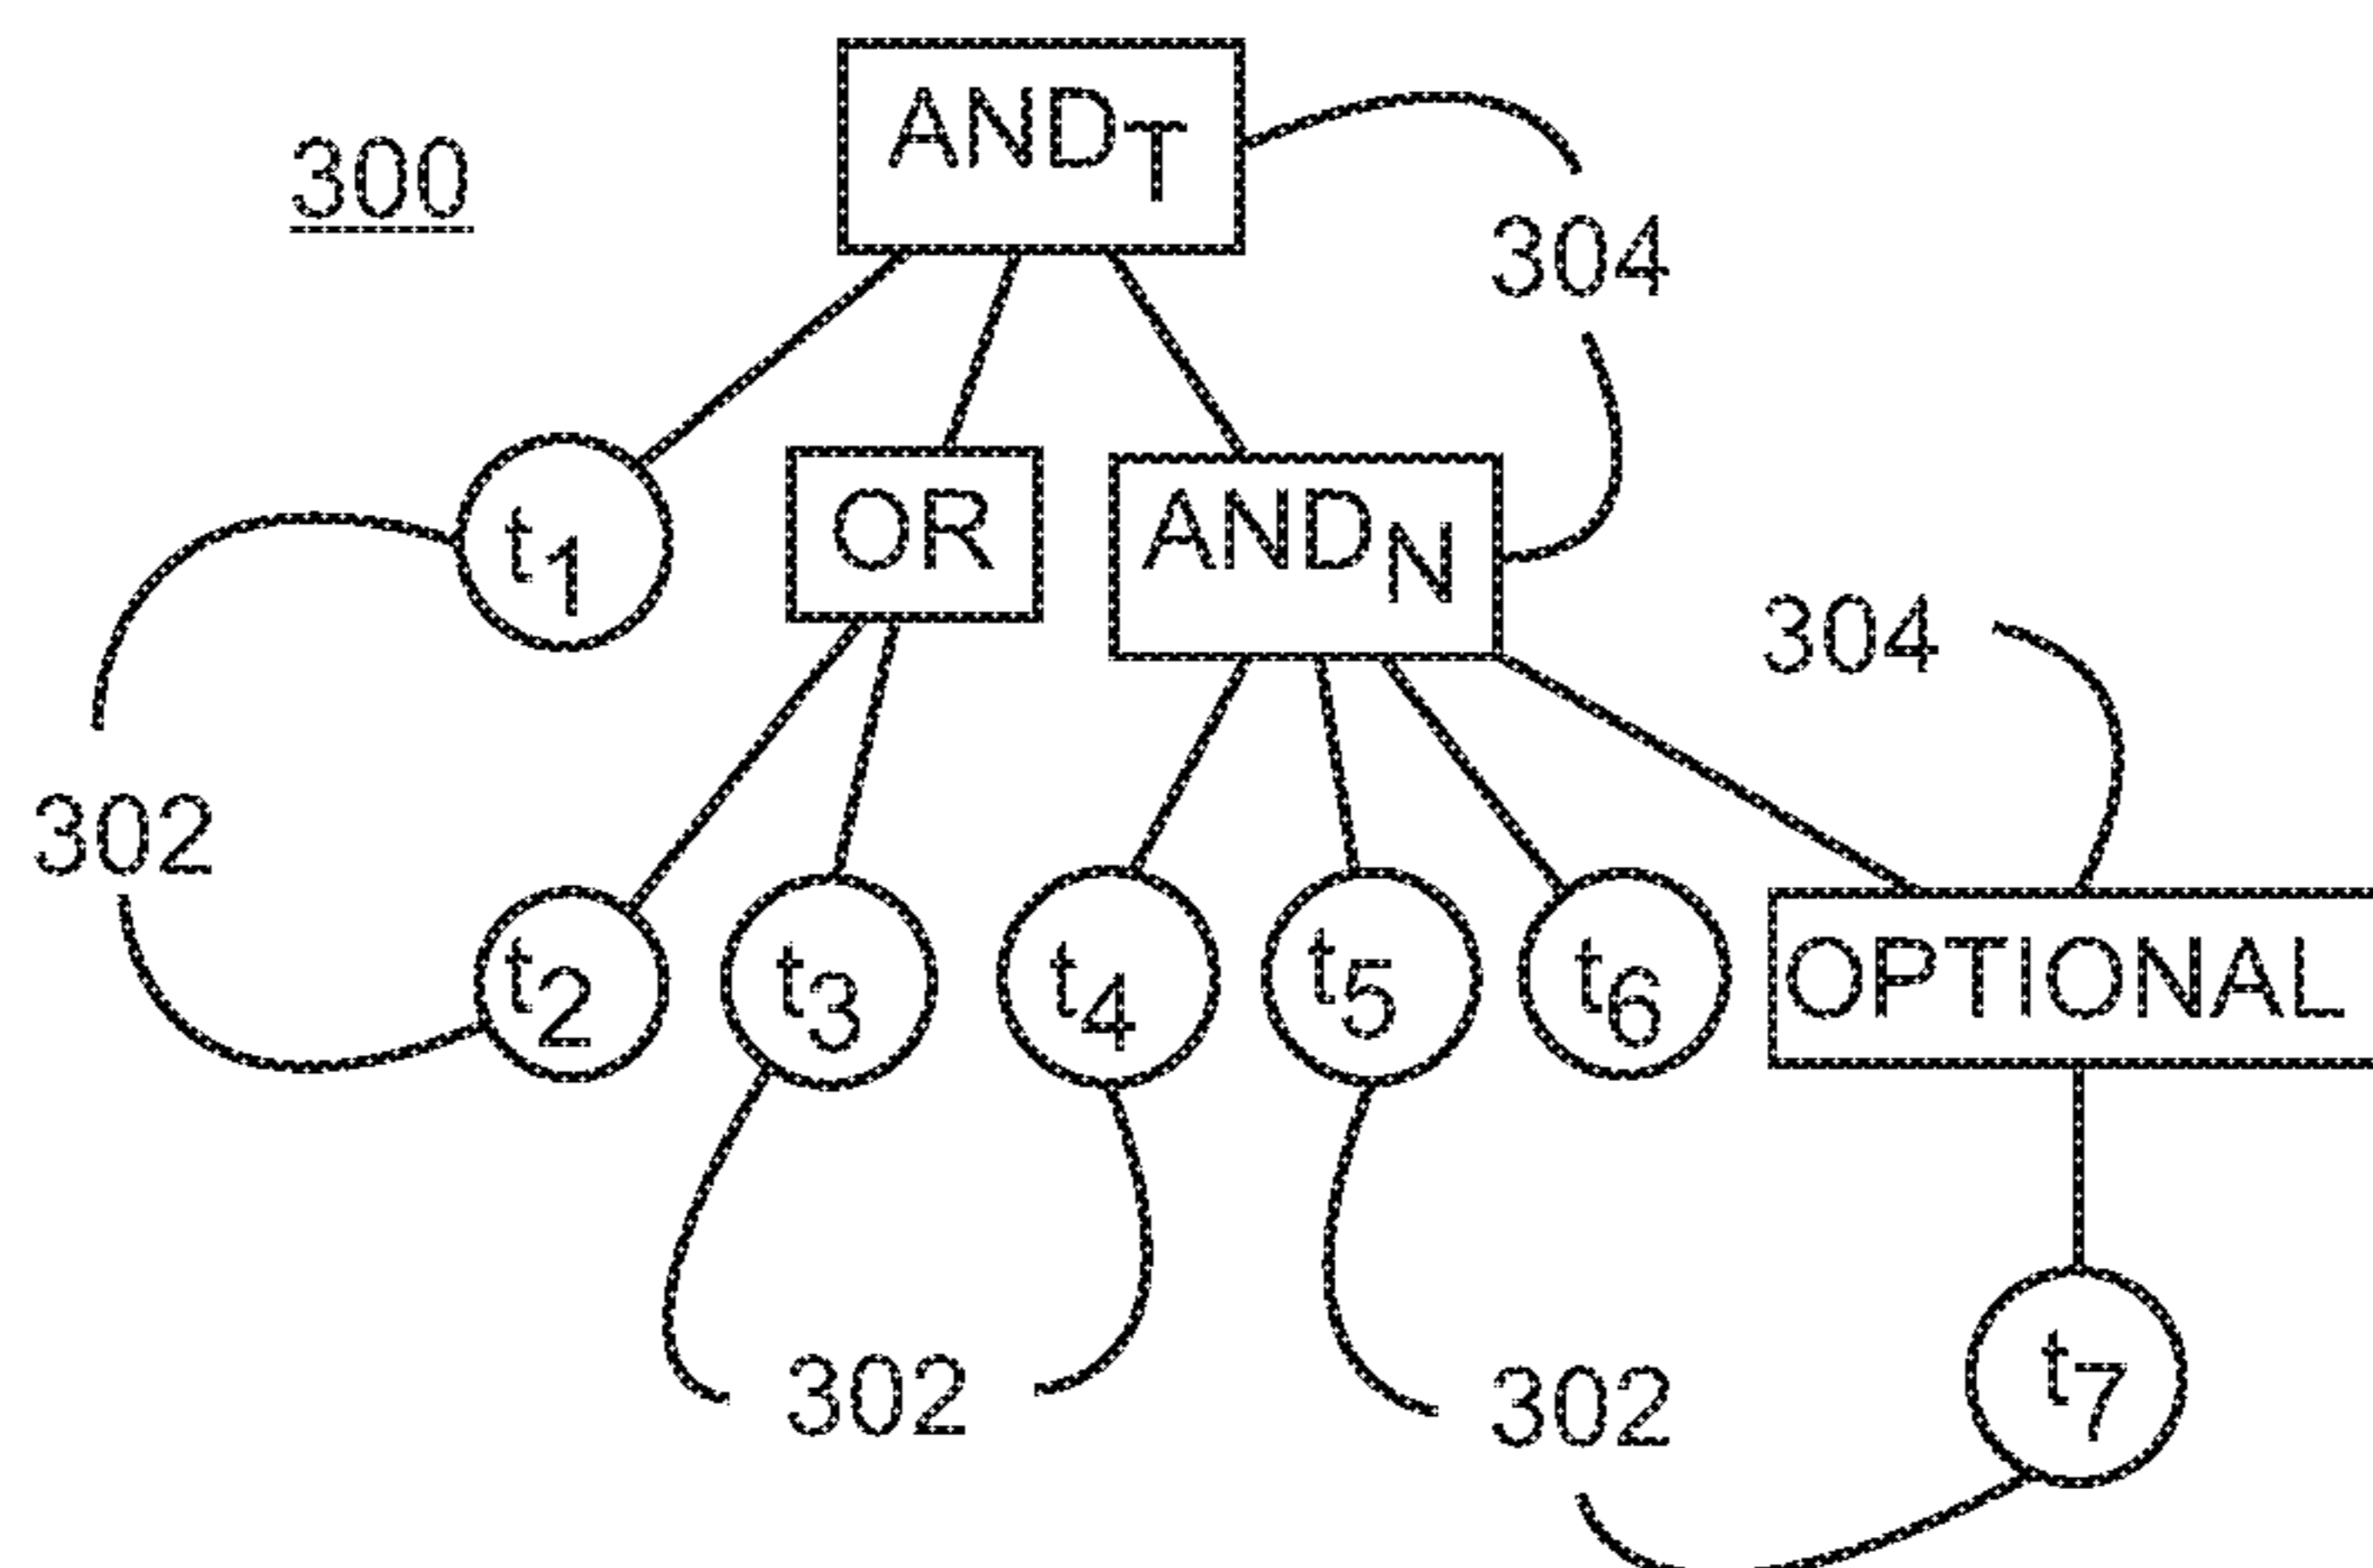 AND_T
300
304
t_1
OR
AND_N
304
302
t_2
t_3
t_4
t_5
t_6
OPTIONAL
302
302
t_7